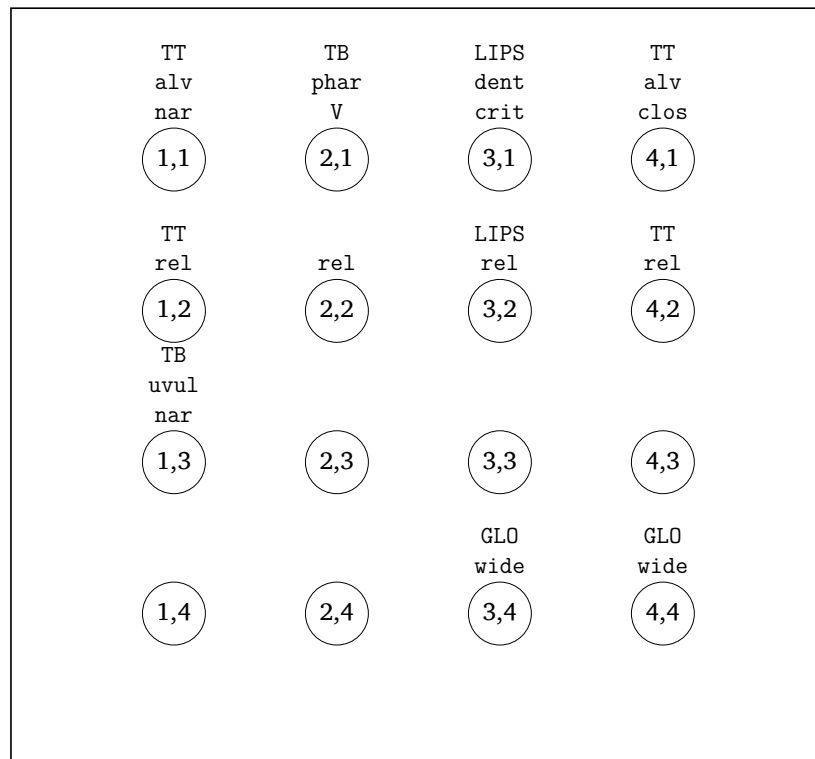 TT TB LIPS TT
alv phar dent alv
nar V crit clos
1,1 2,1 3,1 4,1
TT LIPS TT
rel rel rel rel
1,2 2,2 3,2 4,2
TB
uvul
nar
1,3 2,3 3,3 4,3
GLO GLO
wide wide
1,4 2,4 3,4 4,4